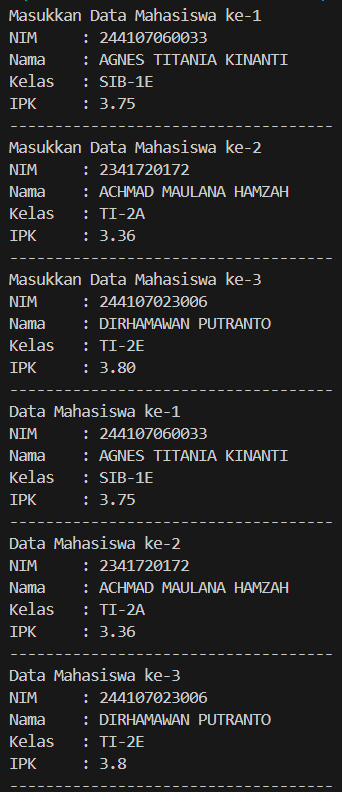 Masukkan Data Mahasiswa ke-1
NIM     : 244107060033
Nama    : AGNES TITANIA KINANTI
Kelas   : SIB-1E
IPK     : 3.75
------------------------------------
Masukkan Data Mahasiswa ke-2
NIM     : 2341720172
Nama    : ACHMAD MAULANA HAMZAH
Kelas   : TI-2A
IPK     : 3.36
------------------------------------
Masukkan Data Mahasiswa ke-3
NIM     : 244107023006
Nama    : DIRHAMAWAN PUTRANTO
Kelas   : TI-2E
IPK     : 3.80
------------------------------------
Data Mahasiswa ke-1
NIM     : 244107060033
Nama    : AGNES TITANIA KINANTI
Kelas   : SIB-1E
IPK     : 3.75
------------------------------------
Data Mahasiswa ke-2
NIM     : 2341720172
Nama    : ACHMAD MAULANA HAMZAH
Kelas   : TI-2A
IPK     : 3.36
------------------------------------
Data Mahasiswa ke-3
NIM     : 244107023006
Nama    : DIRHAMAWAN PUTRANTO
Kelas   : TI-2E
IPK     : 3.8
------------------------------------